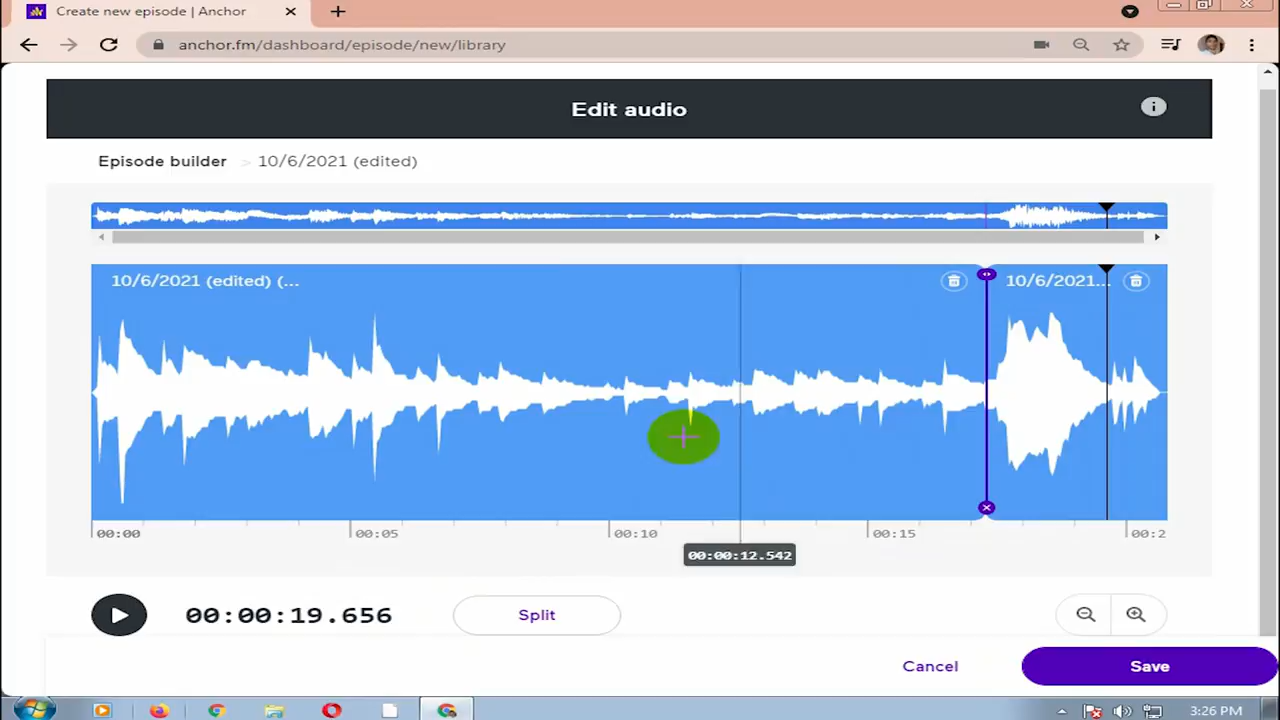 Create new episode | Anchor
anchor.fm/dashboard/episode/new/library
Edit audio
Episode builder > 10/6/2021 (edited)
10/6/2021 (edited) (...
10/6/2021...
00:00
00:05
00:10
00:15
00:2
00:00:12.542
00:00:19.656
Split
Cancel
Save
3:26 PM